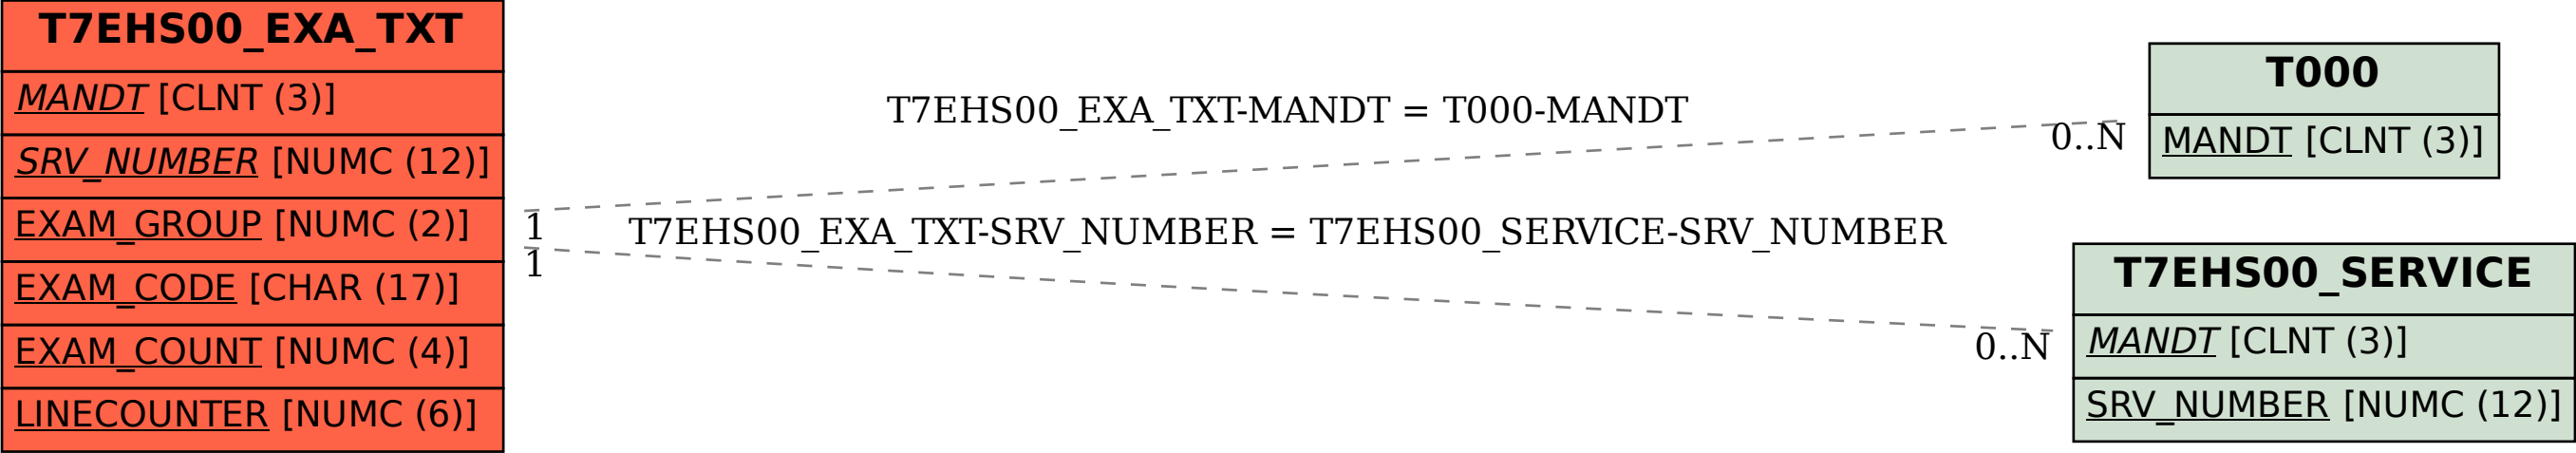 T7EHS00_EXA_TXT
MANDT [CLNT (3)]
SRV_NUMBER [NUMC (12)]
EXAM_GROUP [NUMC (2)]
EXAM_CODE [CHAR (17)]
EXAM_COUNT [NUMC (4)]
LINECOUNTER [NUMC (6)]
T7EHS00_EXA_TXT-MANDT = T000-MANDT
1
0..N
T7EHS00_EXA_TXT-SRV_NUMBER = T7EHS00_SERVICE-SRV_NUMBER
1
0..N
T000
MANDT [CLNT (3)]
T7EHS00_SERVICE
MANDT [CLNT (3)]
SRV_NUMBER [NUMC (12)]